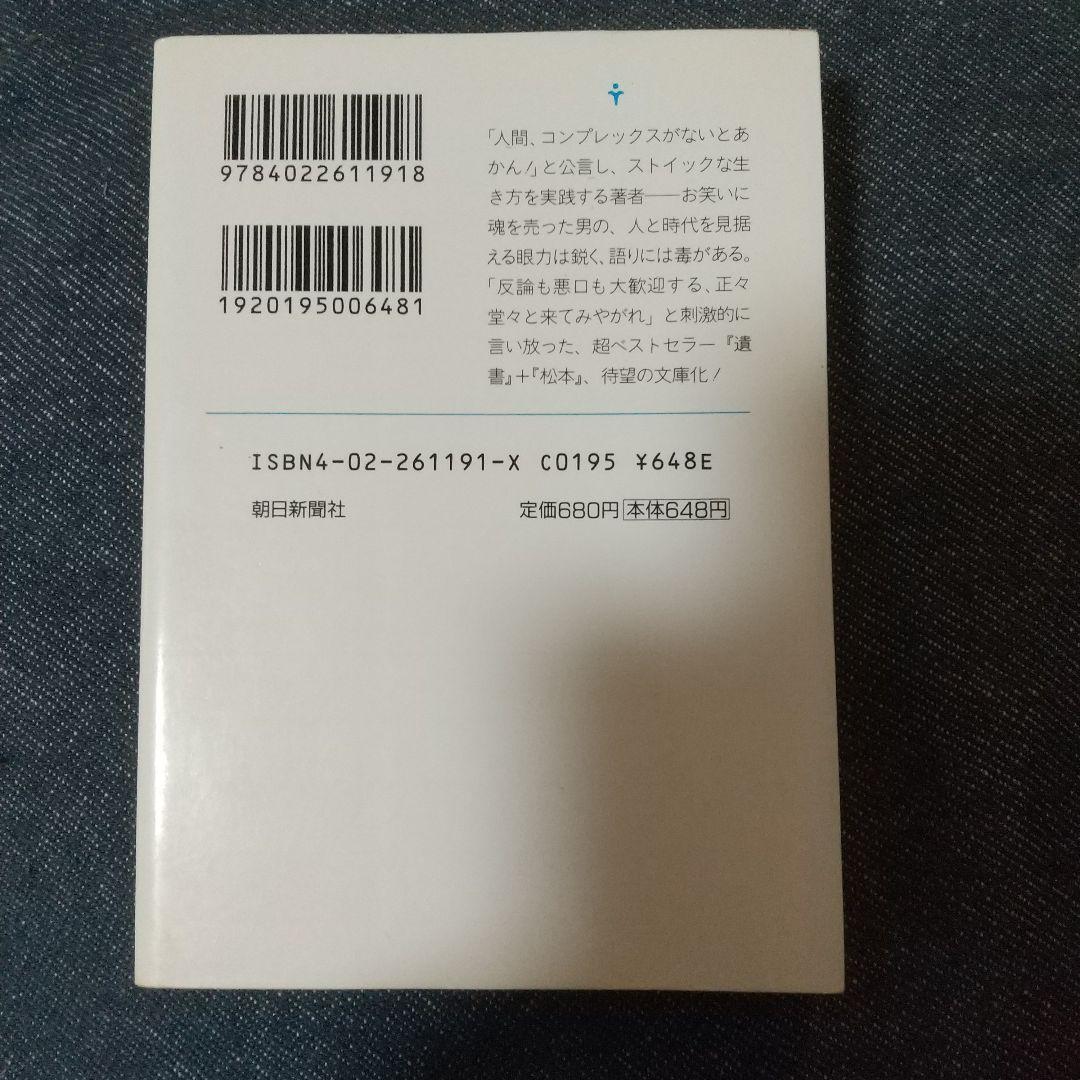 9784022611918
1920195006481
「人間、コンプレックスがないとあ
かん!」と公言し、ストイックな生
き方を実践する著者――お笑いに
魂を売った男の、人と時代を見据
える眼力は鋭く、語りには毒がある。
「反論も悪口も大歓迎する、正々
堂々と来てみやがれ」と刺激的に
言い放った、超ベストセラー『遺
書』+『松本』、待望の文庫化!
ISBN4-02-261191-X C0195 ¥648E
朝日新聞社 定価680円 本体648円